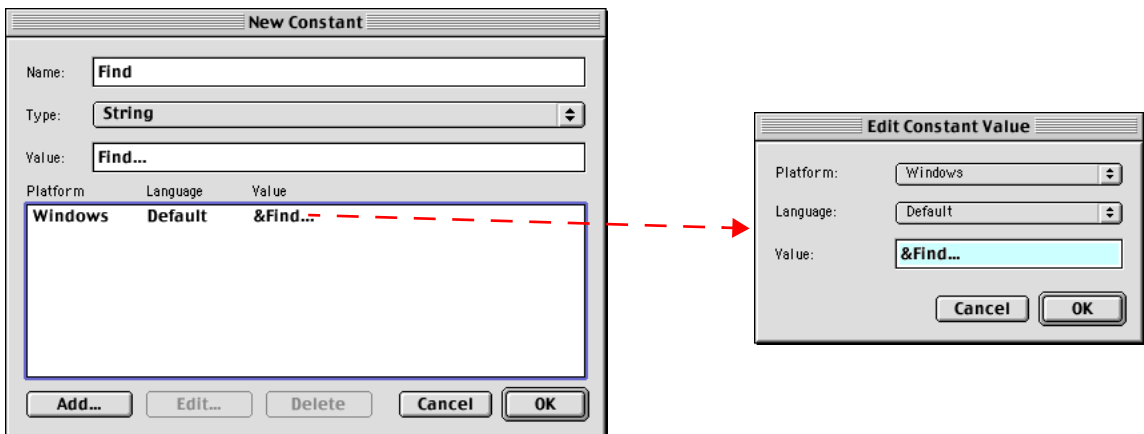 New Constant
Name: Find
Type: String
Value: Find...
Platform Language Value
Windows Default &Find...
Add... Edit... Delete Cancel OK
Edit Constant Value
Platform: Windows
Language: Default
Value: &Find...
Cancel OK